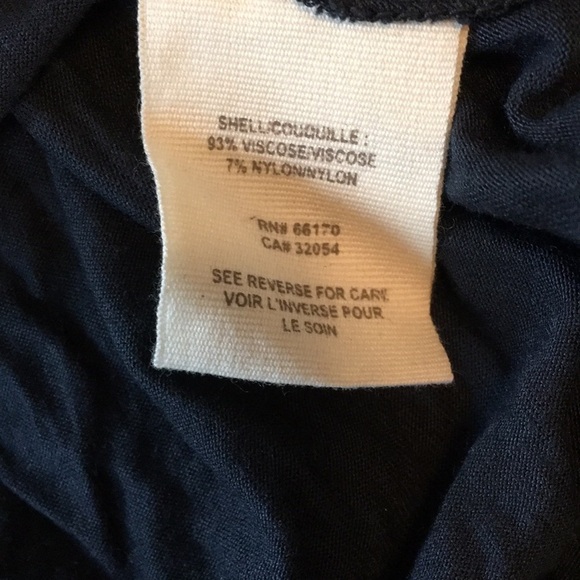 SHELL/COUQUILLE :
93% VISCOSE/VISCOSE
7% NYLON/NYLON
RN# 66170
CA# 32054
SEE REVERSE FOR CARE
VOIR L'INVERSE POUR
LE SOIN